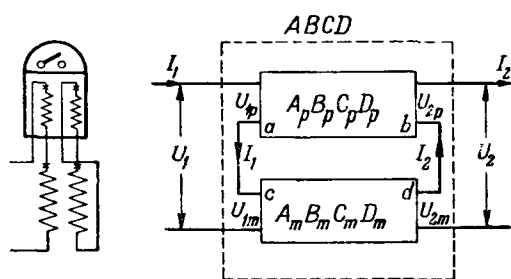 ABCD
I₁ I₂
U₁ₚ AₚBₚCₚDₚ U₂ₚ
a b
U₁ I₁ I₂ U₂
c d
U₁ₘ AₘBₘCₘDₘ U₂ₘ